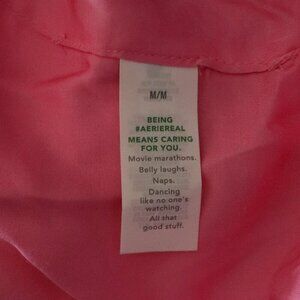 M/M
BEING
#AERIEREAL
MEANS CARING
FOR YOU.
Movie marathons.
Belly laughs.
Naps.
Dancing
like no one's
watching.
All that
good stuff.